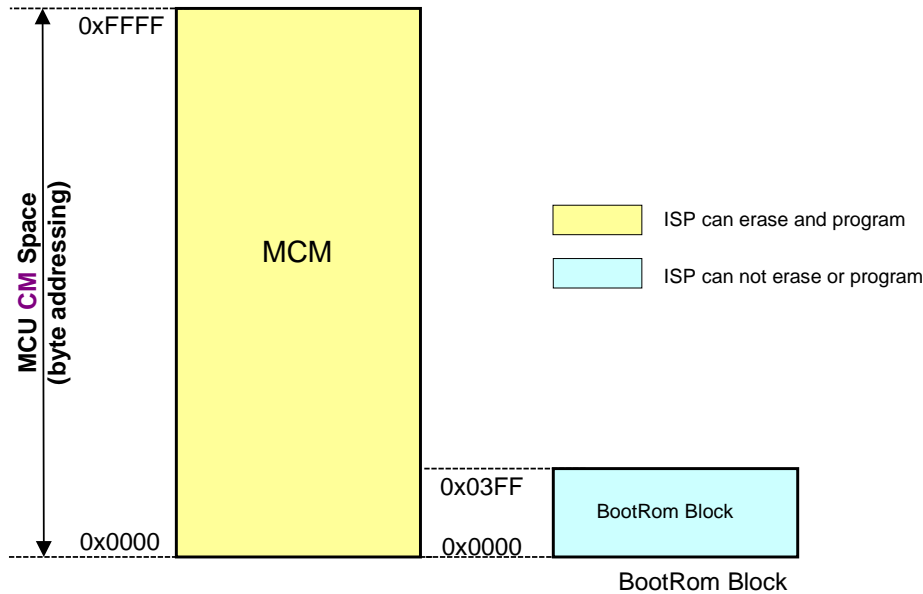 0xFFFF
MCU CM Space
(byte addressing)
MCM
ISP can erase and program
ISP can not erase or program
0x03FF
BootRom Block
0x0000
0x0000
BootRom Block